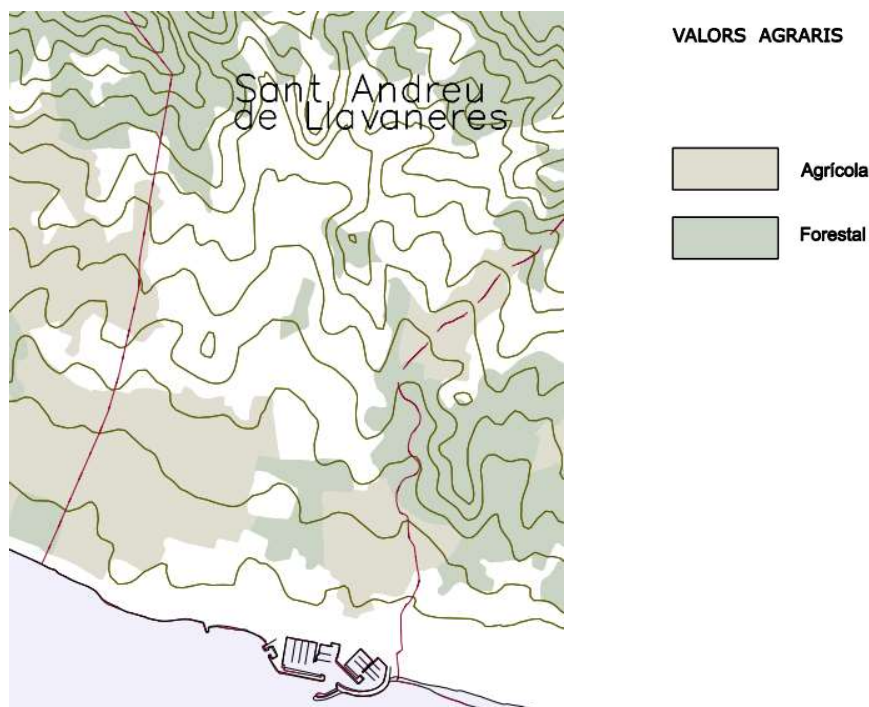 VALORS AGRARIS
Sant Andreu
de Llavaneres
Agrícola
Forestal